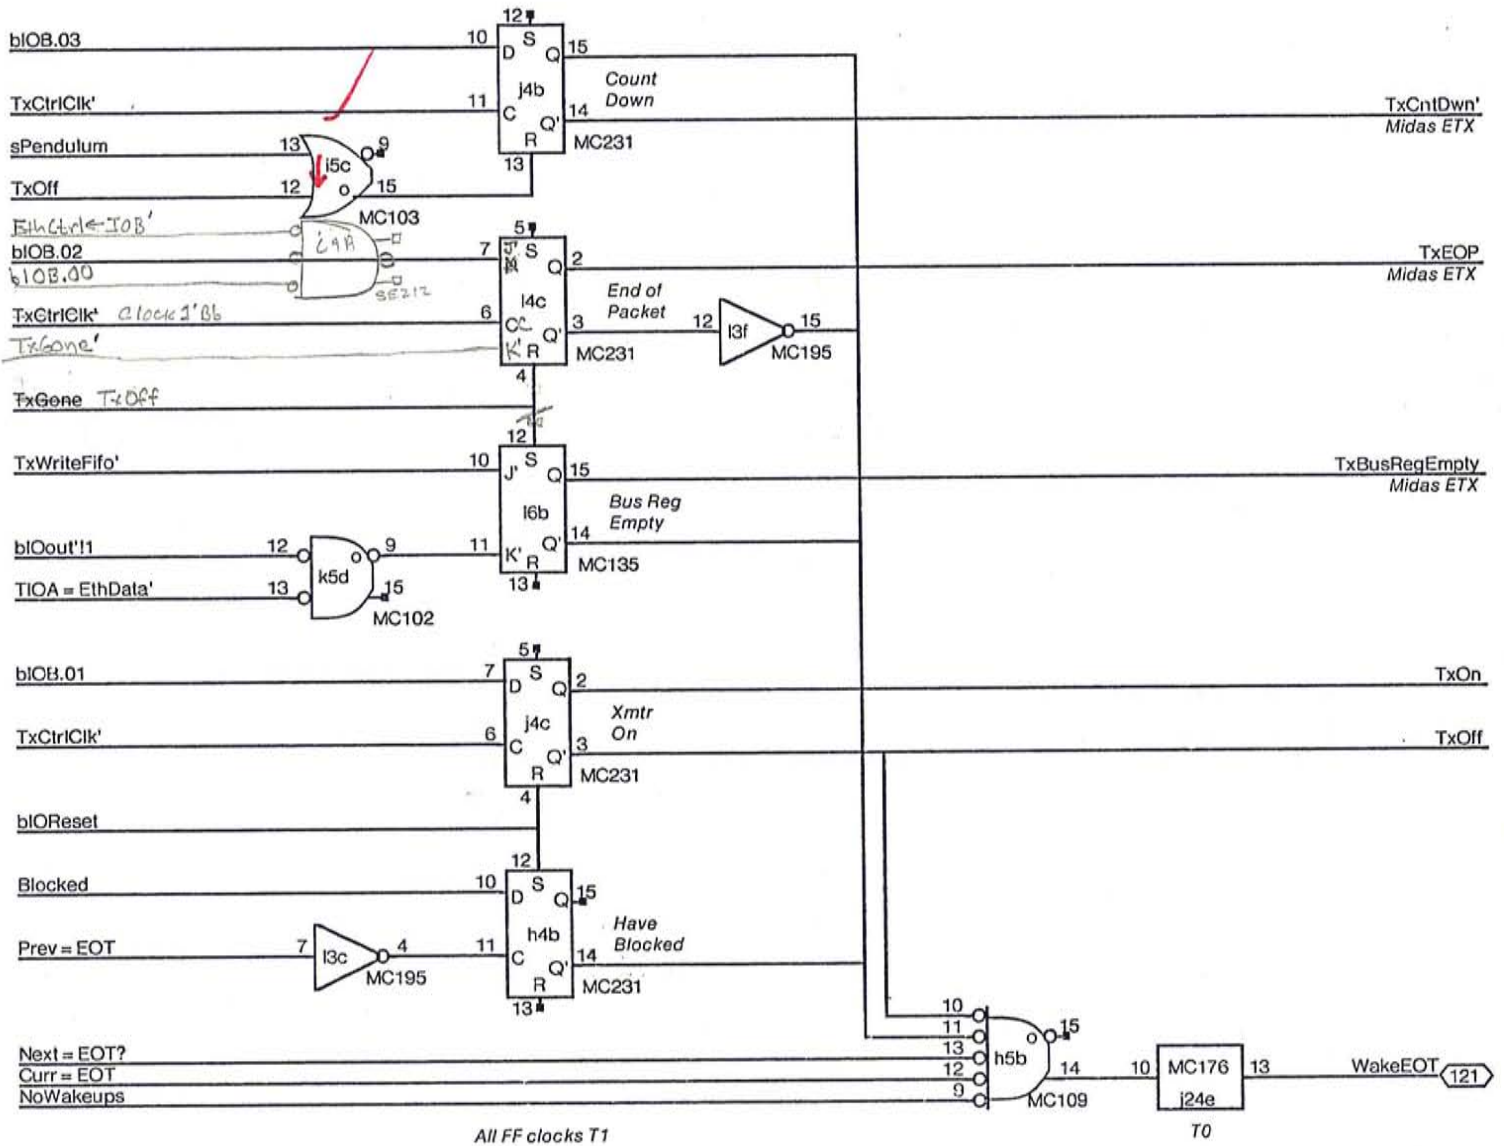 12 S
bIOB.03 10 D Q 15
j4b Count Down
TxCtrlClk' 11 C Q' 14 TxCntDwn'
R MC231 Midas ETX
13
sPendulum 13 i5c 9
TxOff 12 o 15
MC103
EthCtrl←IOB' i9A
5 S
bIOB.02 7 J' Q 2 TxEOP
Midas ETX
bIOB.00 SE212
l4c End of Packet
TxCtrlClk' Clock1'Bb 6 C Q' 3 12 l3f 15
MC195
TxGone' K' R MC231
4
TxGone TxOff
12 S
TxWriteFifo' 10 J' Q 15 TxBusRegEmpty
Midas ETX
l6b Bus Reg Empty
bIOout'!1 12 o 9 11 K' Q' 14
k5d R MC135
TIOA = EthData' 13 15 13
MC102
5 S
bIOB.01 7 D Q 2 TxOn
j4c Xmtr On
TxCtrlClk' 6 C Q' 3 TxOff
R MC231
4
bIOReset
12 S
Blocked 10 D Q 15
h4b Have Blocked
Prev = EOT 7 l3c 4 11 C Q' 14
MC195 R MC231
13
10
11 o 15
Next = EOT? 13 h5b
Curr = EOT 12 14 10 MC176 13 WakeEOT 121
NoWakeups 9 MC109 j24e
All FF clocks T1 T0